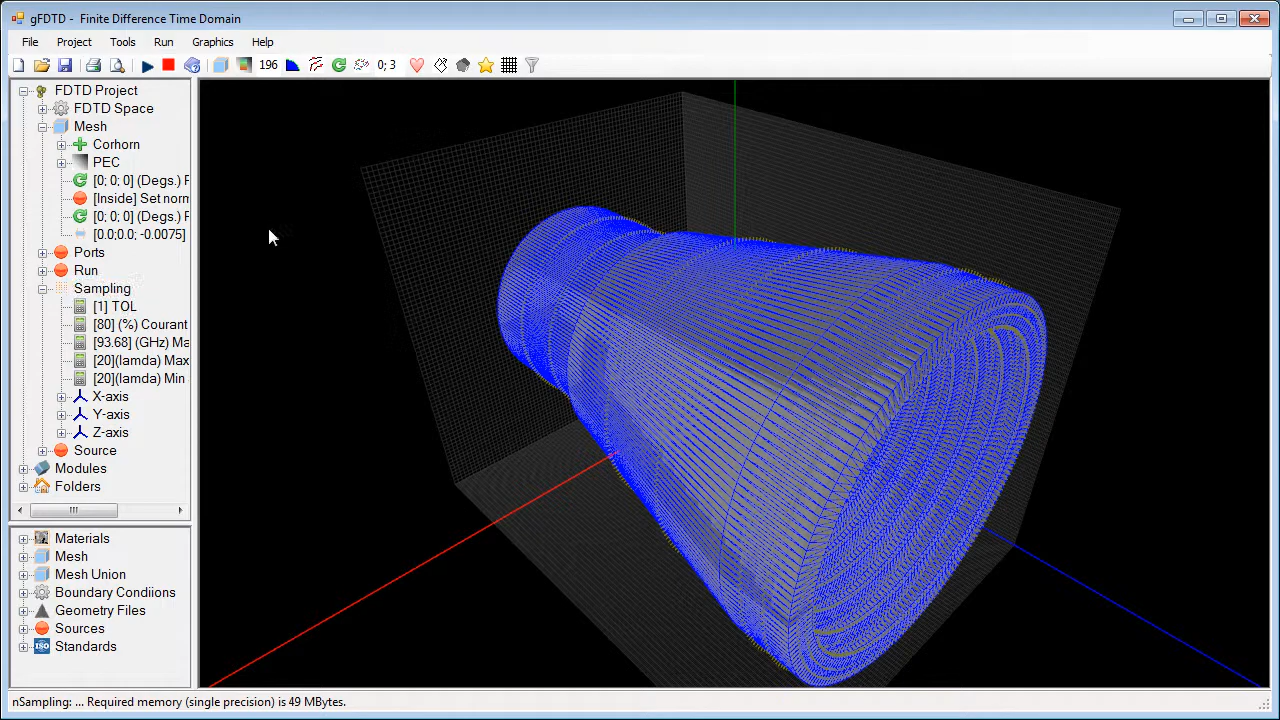 gFDTD - Finite Difference Time Domain
File Project Tools Run Graphics Help
196 0; 3
FDTD Project
FDTD Space
Mesh
Corhorn
PEC
[0; 0; 0] (Degs.) F
[Inside] Set norm
[0; 0; 0] (Degs.) F
[0.0;0.0; -0.0075]
Ports
Run
Sampling
[1] TOL
[80] (%) Courant
[93.68] (GHz) Ma
[20](lamda) Max
[20](lamda) Min
X-axis
Y-axis
Z-axis
Source
Modules
Folders
Materials
Mesh
Mesh Union
Boundary Condiions
Geometry Files
Sources
ISO Standards
nSampling: ... Required memory (single precision) is 49 MBytes.